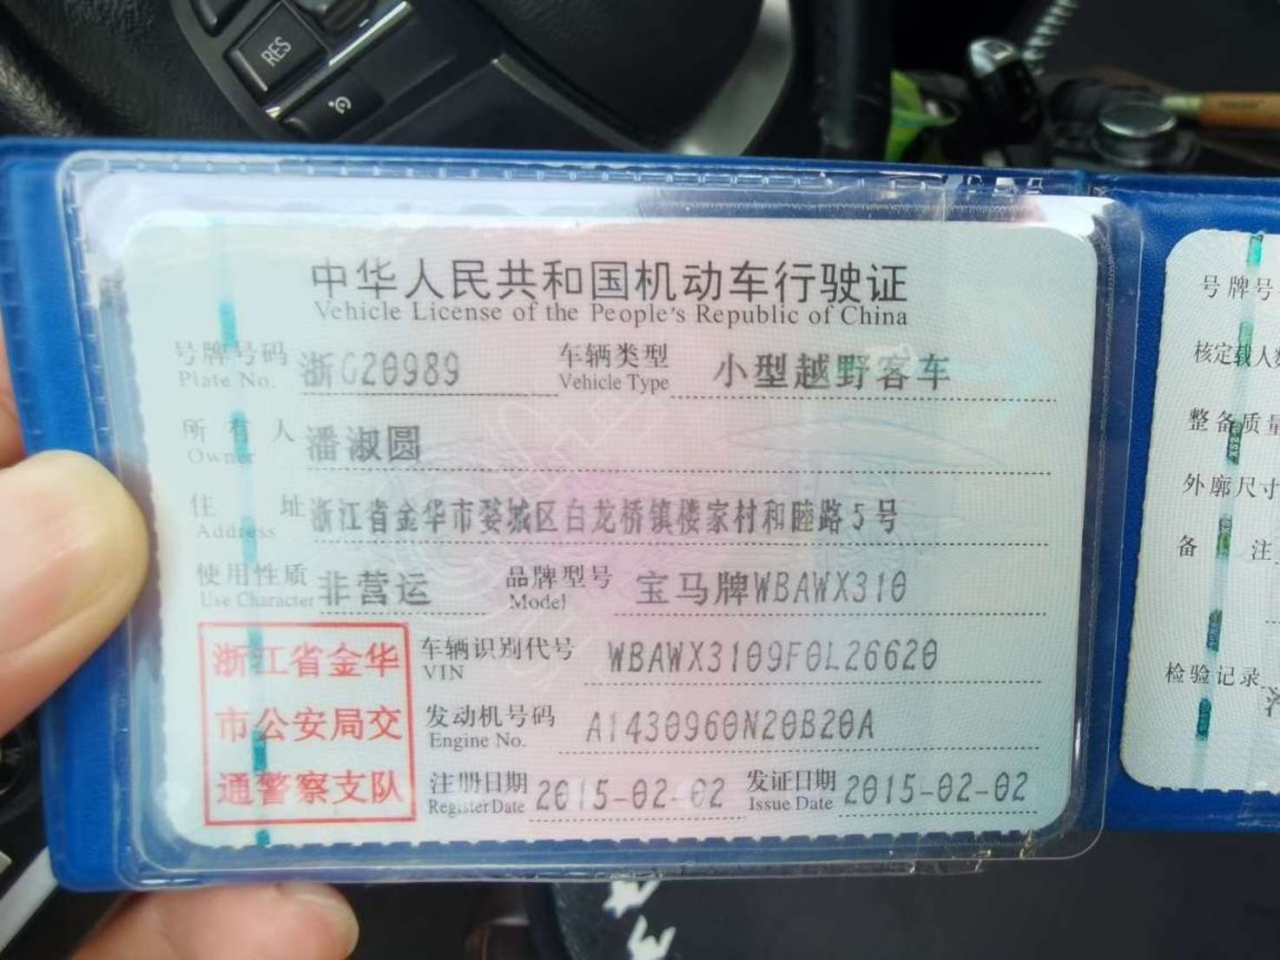 RES
中华人民共和国机动车行驶证
Vehicle License of the People's Republic of China
号牌号码 浙G20989 车辆类型 小型越野客车
Plate No. Vehicle Type
所有人 潘淑圆
Owner
住址 浙江省金华市婺城区白龙桥镇楼家村和睦路5号
Address
使用性质 非营运 品牌型号 宝马牌WBAWX310
Use Character Model
车辆识别代号 WBAWX3109F0L26620
VIN
发动机号码 A1430960N20B20A
Engine No.
注册日期 2015-02-02 发证日期 2015-02-02
Register Date Issue Date
浙江省金华
市公安局交
通警察支队
号牌号
核定载人数
整备质量
外廓尺寸
备注
检验记录